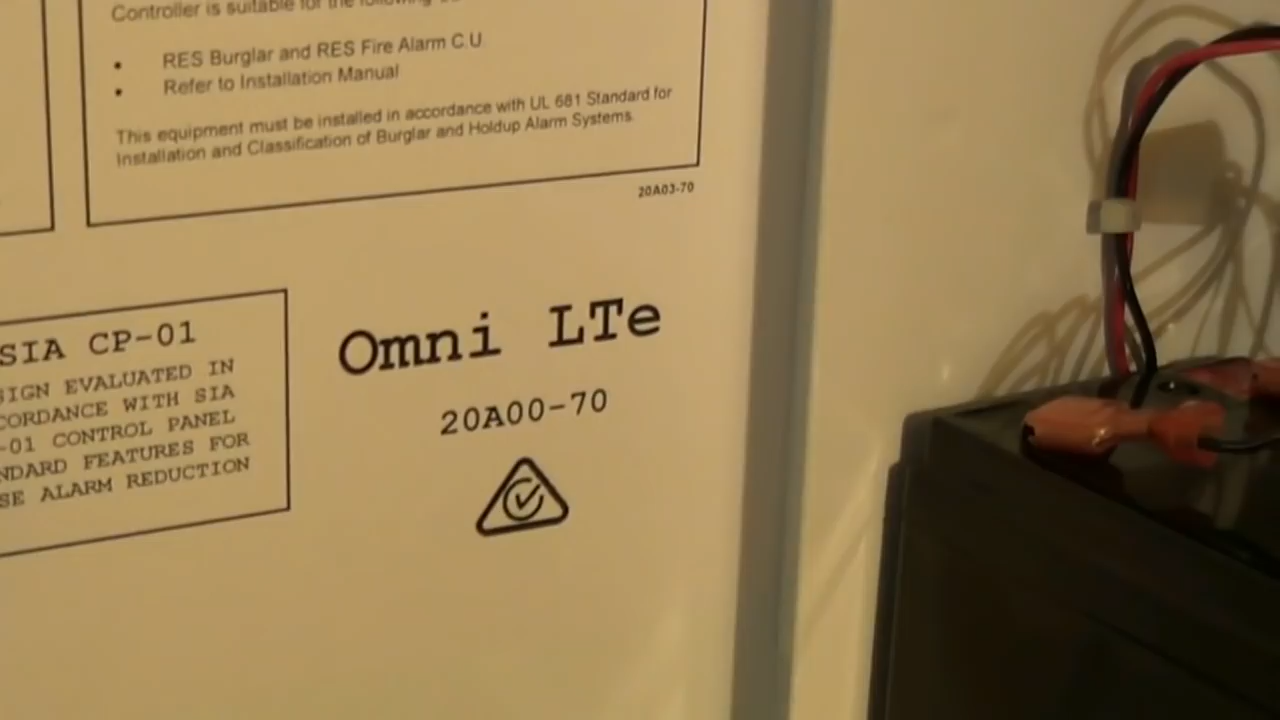 Controller is suitable for the following
• RES Burglar and RES Fire Alarm C.U.
• Refer to Installation Manual
This equipment must be installed in accordance with UL 681 Standard for
Installation and Classification of Burglar and Holdup Alarm Systems.
20A03-70
SIA CP-01
SIGN EVALUATED IN
CORDANCE WITH SIA
-01 CONTROL PANEL
NDARD FEATURES FOR
SE ALARM REDUCTION
Omni LTe
20A00-70